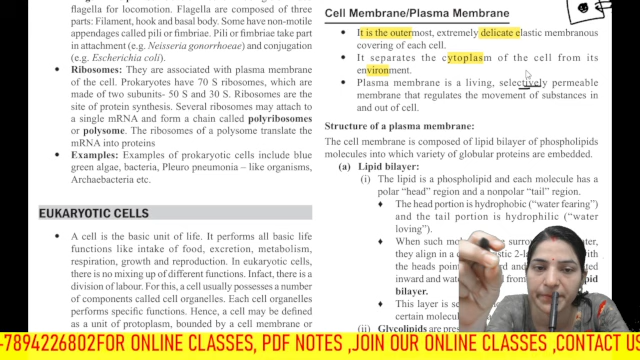 flagella for locomotion. Flagella are composed of three
parts: Filament, hook and basal body. Some have non-motile
appendages called pili or fimbriae. Pili or fimbriae take part
in attachment (e.g. Neisseria gonorrhoeae) and conjugation
(e.g. Escherichia coli).
• Ribosomes: They are associated with plasma membrane
of the cell. Prokaryotes have 70 S ribosomes, which are
made of two subunits- 50 S and 30 S. Ribosomes are the
site of protein synthesis. Several ribosomes may attach to
a single mRNA and form a chain called polyribosomes
or polysome. The ribosomes of a polysome translate the
mRNA into proteins
• Examples: Examples of prokaryotic cells include blue
green algae, bacteria, Pleuro pneumonia – like organisms,
Archaebacteria etc.
EUKARYOTIC CELLS
• A cell is the basic unit of life. It performs all basic
life functions like intake of food, excretion, metabolism,
respiration, growth and reproduction. In eukaryotic cells,
there is no mixing up of different functions. Infact, there is a
division of labour. For this, a cell usually possesses a number
of components called cell organelles. Each cell organelles
performs specific functions. Hence, a cell may be
defined as a unit of protoplasm, bounded by a cell membrane or
Cell Membrane/Plasma Membrane
• It is the outermost, extremely delicate elastic membranous
covering of each cell.
• It separates the cytoplasm of the cell from its
environment.
• Plasma membrane is a living, selectively permeable
membrane that regulates the movement of substances in
and out of cell.
Structure of a plasma membrane:
The cell membrane is composed of lipid bilayer of phospholipids
molecules into which variety of globular proteins are embedded.
(a) Lipid bilayer:
(i) The lipid is a phospholipid and each molecule has a
polar "head" region and a nonpolar "tail" region.
♦ The head portion is hydrophobic ("water fearing")
and the tail portion is hydrophilic ("water
loving").
♦ When such surrou ter,
they align in a stic 2-la with
the heads point ard and ted
inward and wate pid
bilayer.
♦ This layer is se
certain molec
(ii) Glycolipids are pres
-7894226802FOR ONLINE CLASSES, PDF NOTES ,JOIN OUR ONLINE CLASSES,CONTACT US